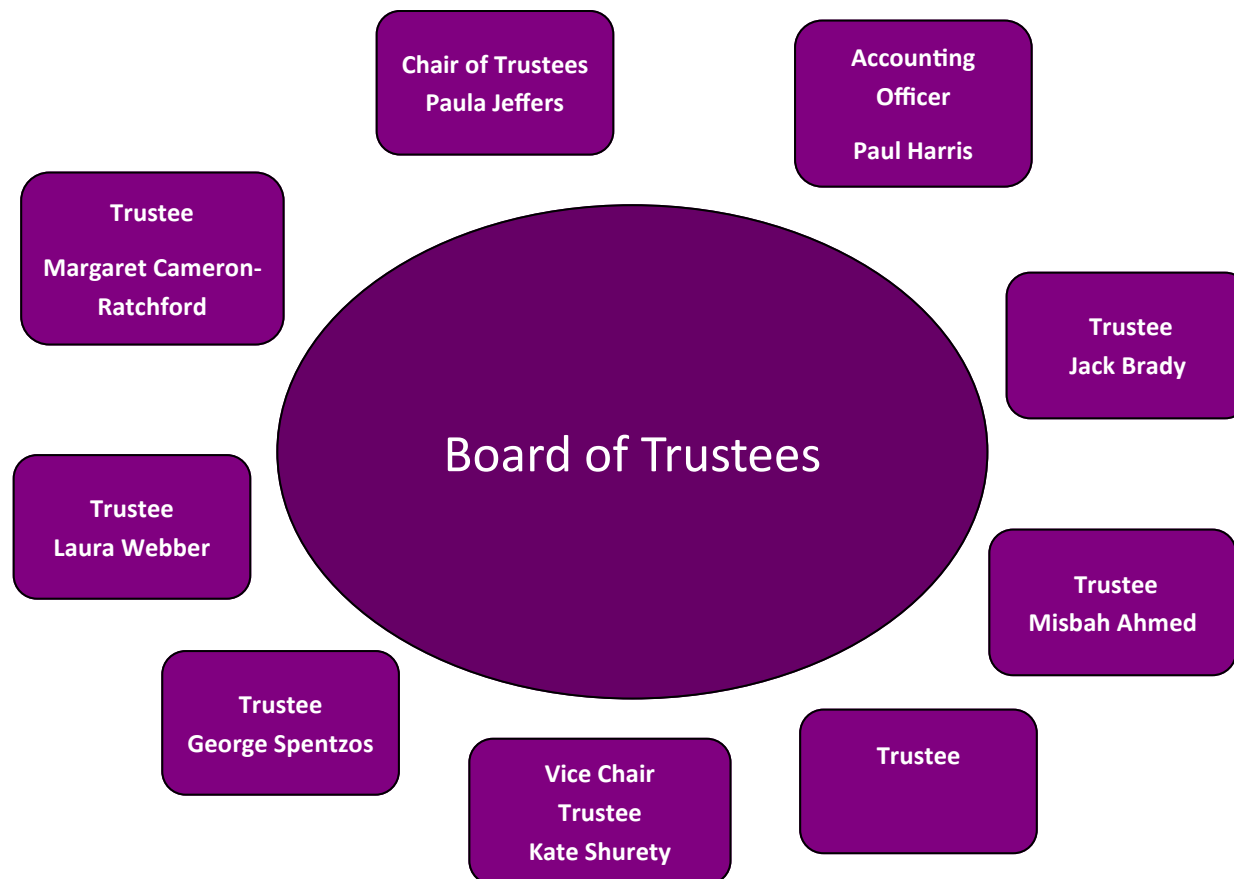 Chair of Trustees
Paula Jeffers
Accounting
Officer
Paul Harris
Trustee
Margaret Cameron-
Ratchford
Trustee
Jack Brady
Board of Trustees
Trustee
Laura Webber
Trustee
Misbah Ahmed
Trustee
George Spentzos
Vice Chair
Trustee
Kate Shurety
Trustee